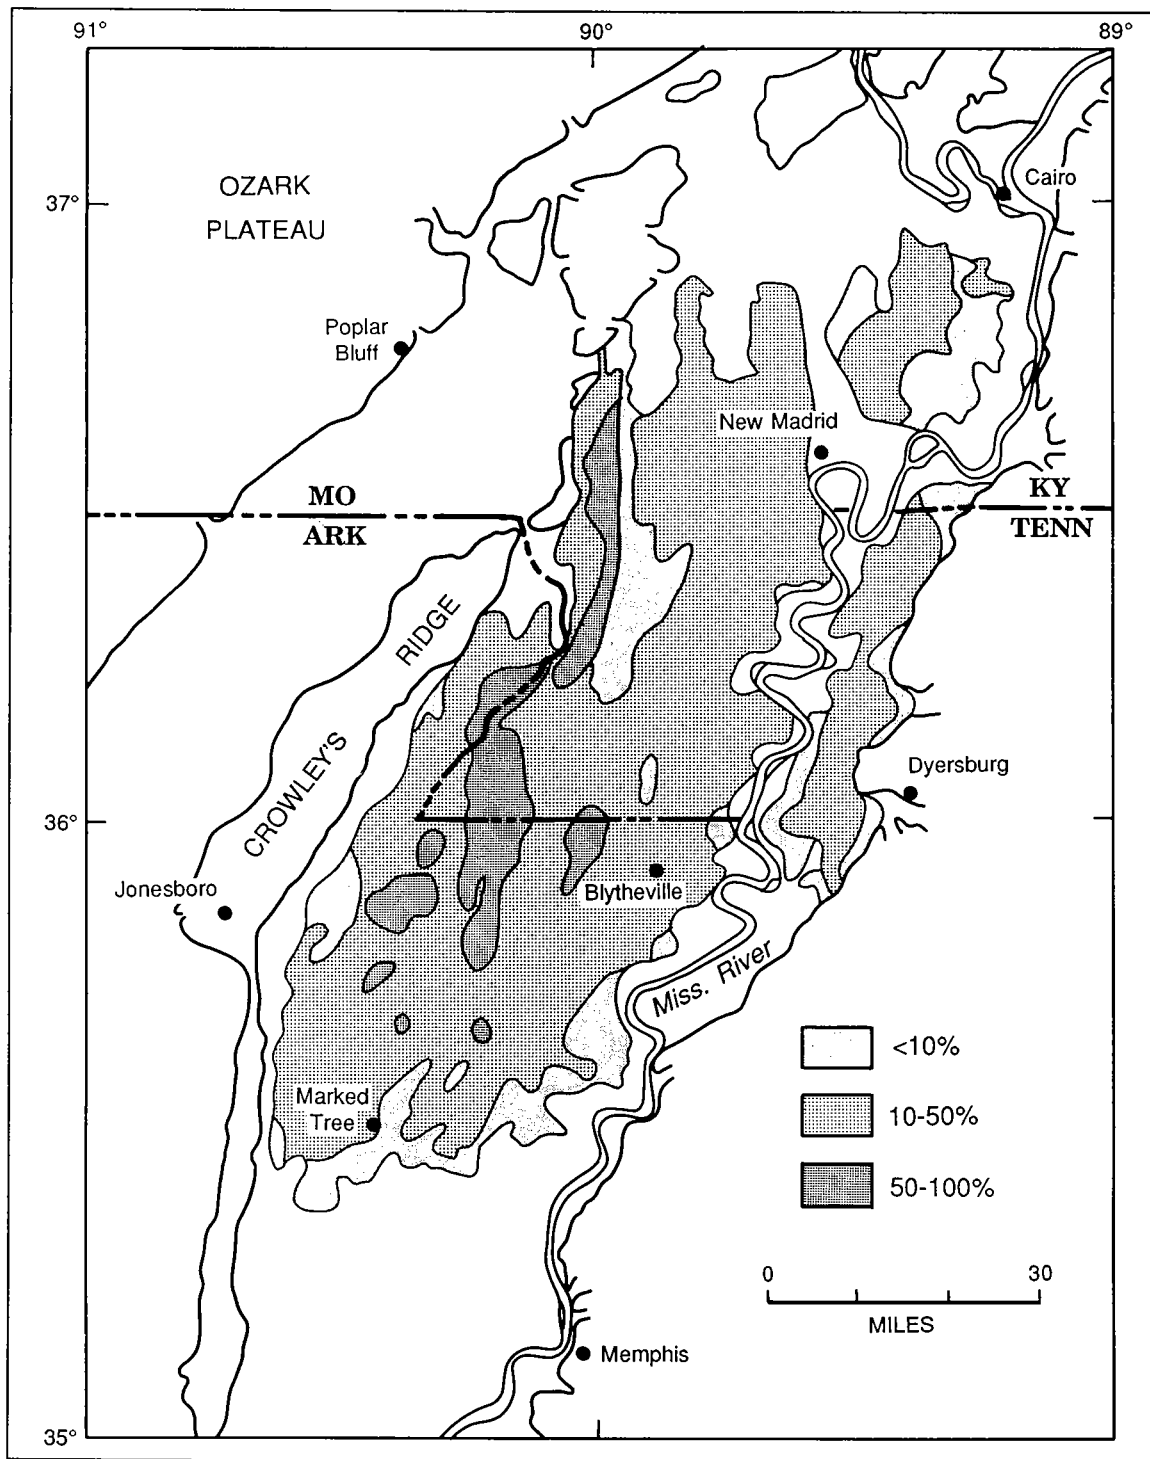 91°
90°
89°
37°
OZARK
PLATEAU
Cairo
Poplar
Bluff
New Madrid
MO
ARK
KY
TENN
CROWLEY'S RIDGE
Dyersburg
36°
Jonesboro
Blytheville
Miss. River
<10%
Marked
Tree
10-50%
50-100%
0
30
MILES
Memphis
35°